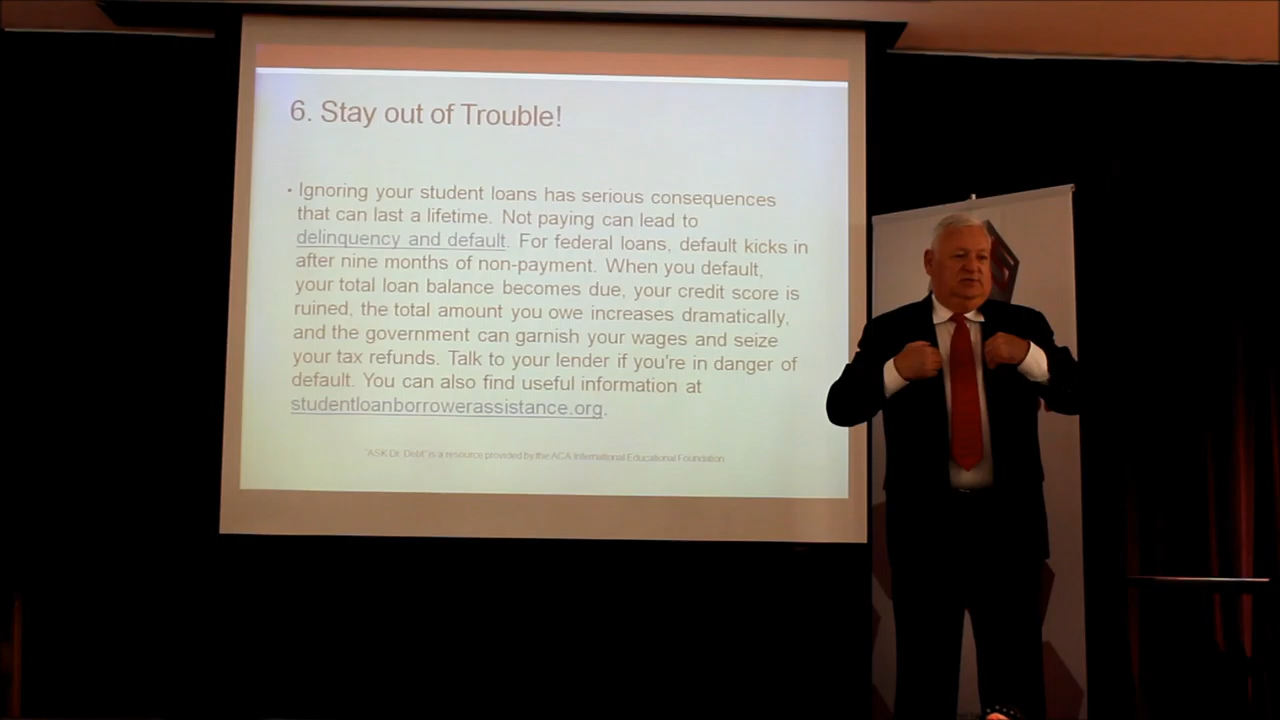 6. Stay out of Trouble!
• Ignoring your student loans has serious consequences
that can last a lifetime. Not paying can lead to
delinquency and default. For federal loans, default kicks in
after nine months of non-payment. When you default,
your total loan balance becomes due, your credit score is
ruined, the total amount you owe increases dramatically,
and the government can garnish your wages and seize
your tax refunds. Talk to your lender if you're in danger of
default. You can also find useful information at
studentloanborrowerassistance.org.
"ASK Dr. Debt" is a resource provided by the ACA International Educational Foundation